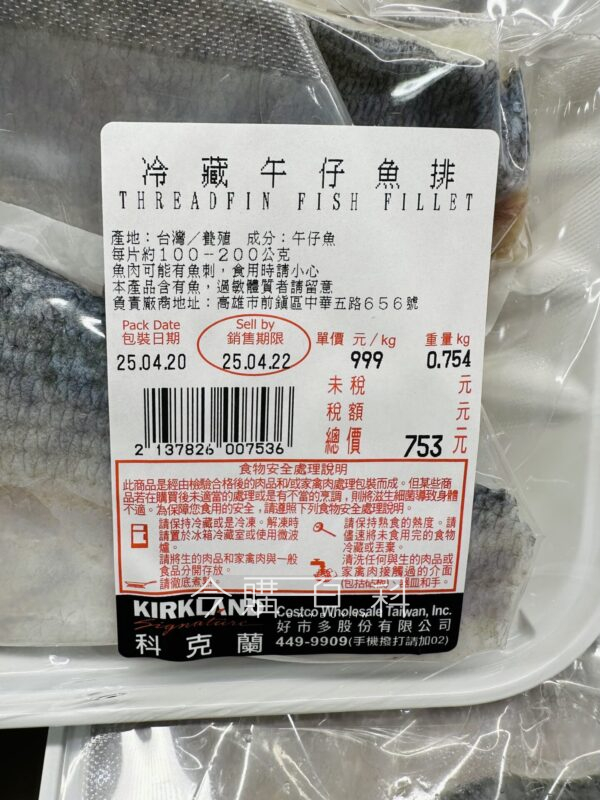 冷藏午仔魚排
THREADFIN FISH FILLET
產地：台灣／養殖 成分：午仔魚
每片約100-200公克
魚肉可能有魚刺，食用時請小心
本產品含有魚，過敏體質者請留意
負責廠商地址：高雄市前鎮區中華五路656號
Pack Date Sell by
包裝日期 銷售期限 單價 元/kg 重量 kg
25.04.20 25.04.22 999 0.754
未稅 元
稅額 元
總價 753 元
2 137826 007536
食物安全處理說明
此商品是經由檢驗合格後的肉品和/或家禽肉處理包裝而成。但某些商
品若在購買後未適當的處理或是有不當的烹調，則將滋生細菌導致身體
不適。為保障您食用的安全，請遵照下列食物安全處理說明。
請保持冷藏或是冷凍。解凍時
請置於冰箱冷藏室或使用微波
爐。
請將生的肉品和家禽肉與一般
食品分開存放。
請徹底煮熟
請保持熟食的熱度。請
儘速將未食用完的食物
冷藏或丟棄。
清洗任何與生的肉品或
家禽肉接觸過的介面
今購百科
KIRKLAND
Signature
科克蘭
Costco Wholesale Taiwan, Inc.
好市多股份有限公司
449-9909(手機撥打請加02)